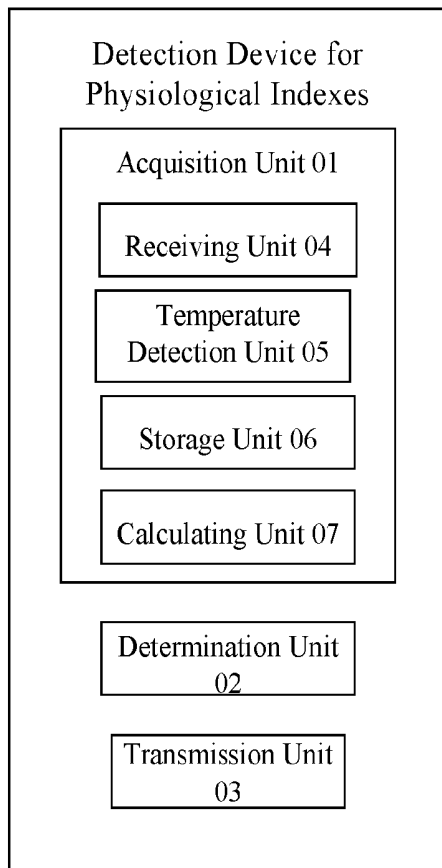 Detection Device for
Physiological Indexes
Acquisition Unit 01
Receiving Unit 04
Temperature
Detection Unit 05
Storage Unit 06
Calculating Unit 07
Determination Unit
02
Transmission Unit
03